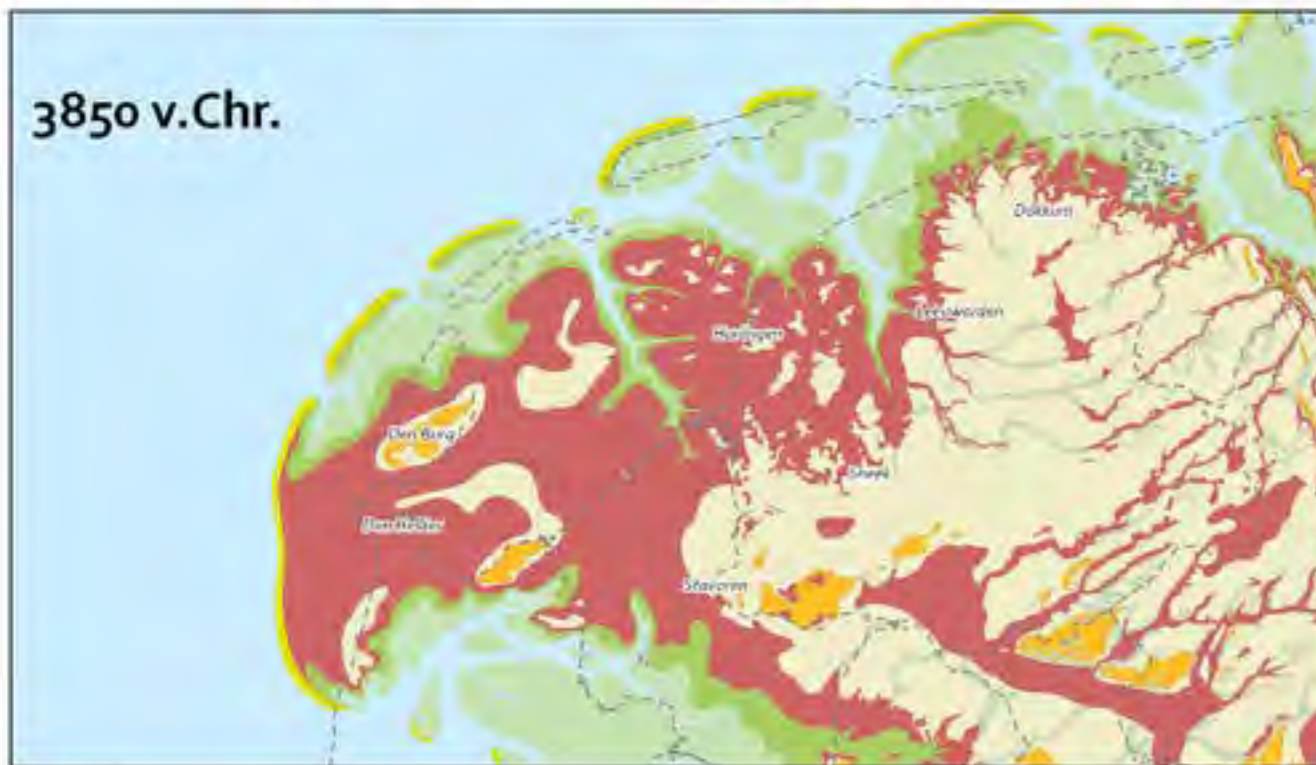 3850 v.Chr.
Dokkum
Leeuwarden
Harlingen
Den Burg
Sneek
Den Helder
Stavoren